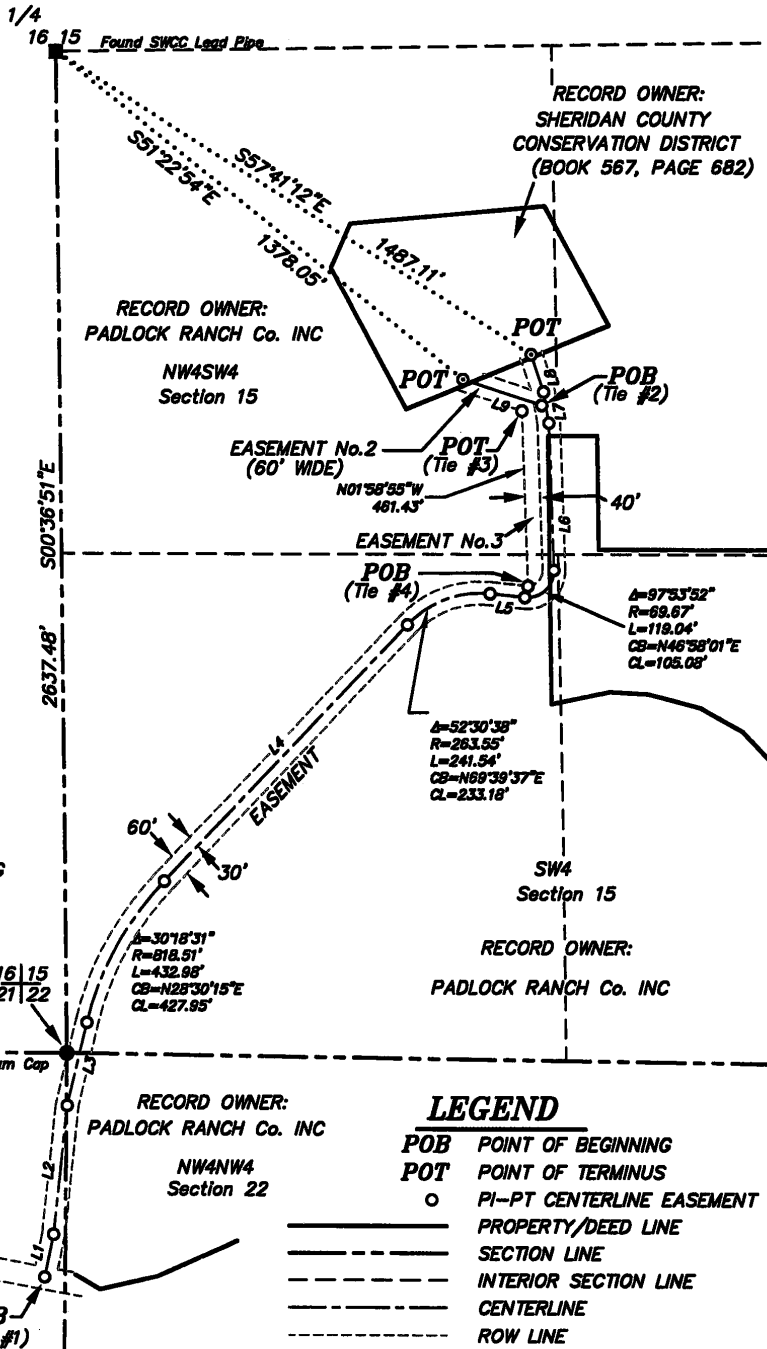 1/4
16 15
Found SWCC Lead Pipe
RECORD OWNER:
SHERIDAN COUNTY
CONSERVATION DISTRICT
(BOOK 567, PAGE 682)
S57°41'12"E
S51°22'54"E
1487.11'
1378.05'
RECORD OWNER:
PADLOCK RANCH Co. INC
NW4SW4
Section 15
POT
POT
L8
POB
(Tie #2)
L7
L9
EASEMENT No.2
(60' WIDE)
POT
(Tie #3)
N01°58'55"W
461.43'
40'
S00°36'51"E
2637.48'
EASEMENT No.3
L6
POB
(Tie #4)
L5
Δ=97°53'52"
R=69.67'
L=119.04'
CB=N46°58'01"E
CL=105.08'
Δ=52°30'38"
R=263.55'
L=241.54'
CB=N69°39'37"E
CL=233.18'
L4
EASEMENT
60'
30'
SW4
Section 15
RECORD OWNER:
PADLOCK RANCH Co. INC
Δ=30°18'31"
R=818.51'
L=432.98'
CB=N28°30'15"E
CL=427.95'
16 15
21 22
Cap
L3
RECORD OWNER:
PADLOCK RANCH Co. INC
NW4NW4
Section 22
L2
L1
#1)
LEGEND
POB POINT OF BEGINNING
POT POINT OF TERMINUS
PI-PT CENTERLINE EASEMENT
PROPERTY/DEED LINE
SECTION LINE
INTERIOR SECTION LINE
CENTERLINE
ROW LINE